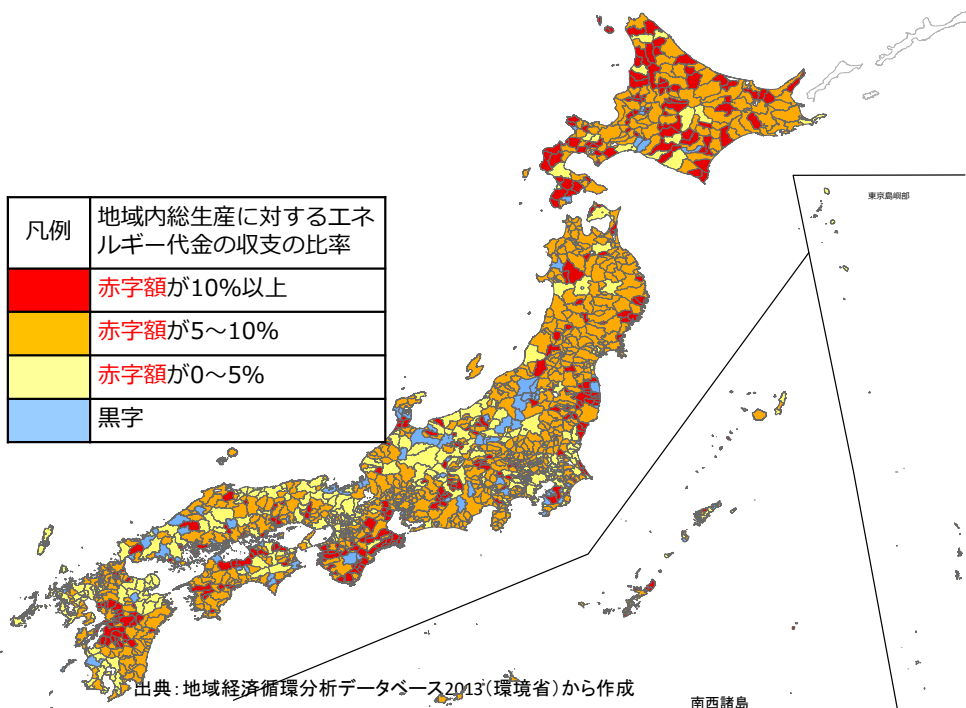 凡例
地域内総生産に対するエネ
ルギー代金の収支の比率
赤字額が10%以上
赤字額が5～10%
赤字額が0～5%
黒字
東京島嶼部
出典：地域経済循環分析データベース2013（環境省）から作成
南西諸島